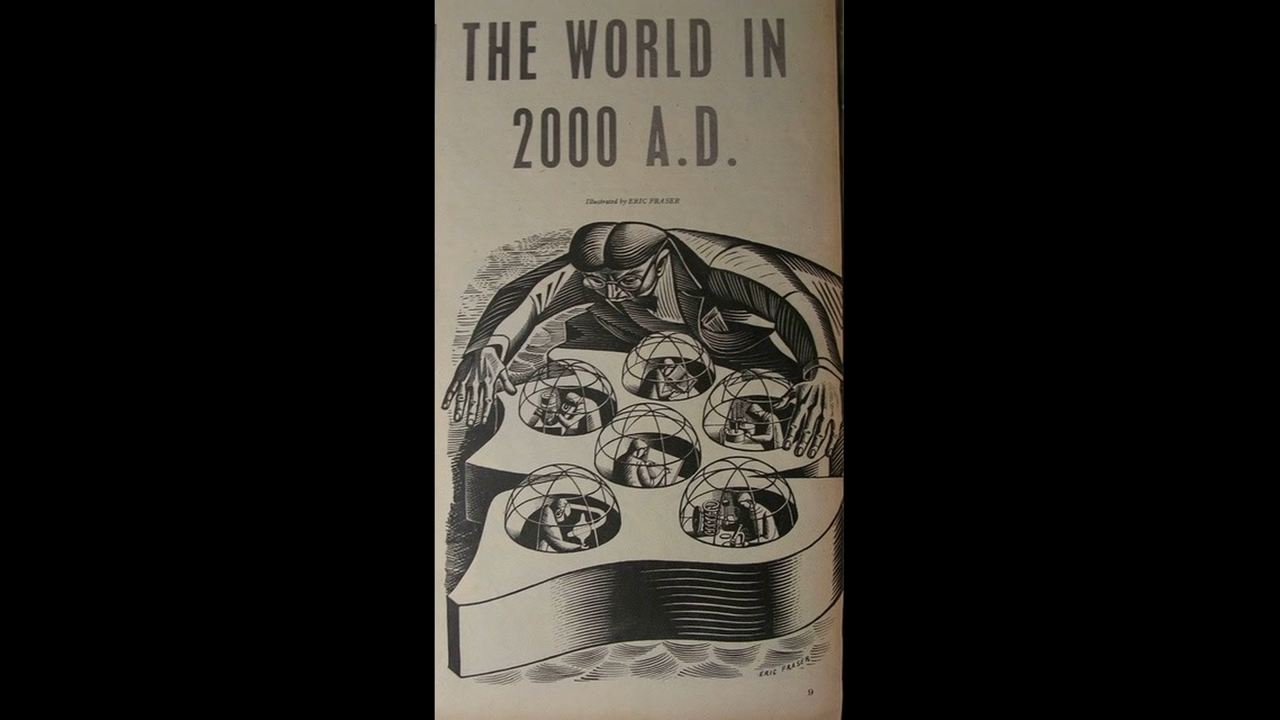 THE WORLD IN
2000 A.D.
Illustrated by ERIC FRASER
ERIC FRASER
9